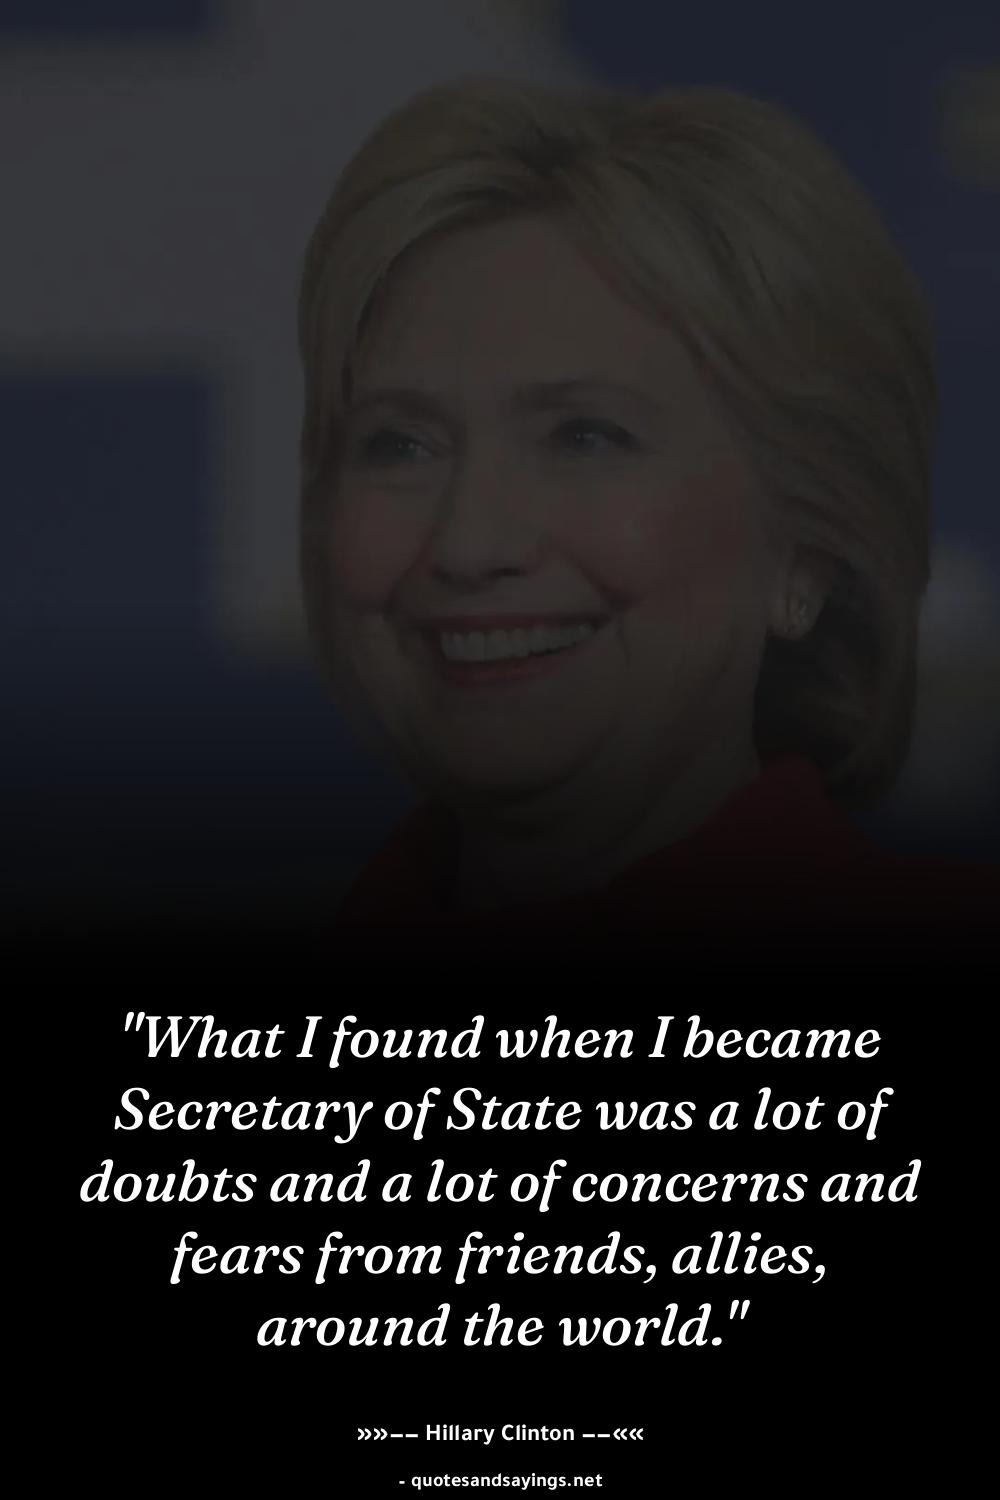 "What I found when I became
Secretary of State was a lot of
doubts and a lot of concerns and
fears from friends, allies,
around the world."
»»–– Hillary Clinton ––««
- quotesandsayings.net